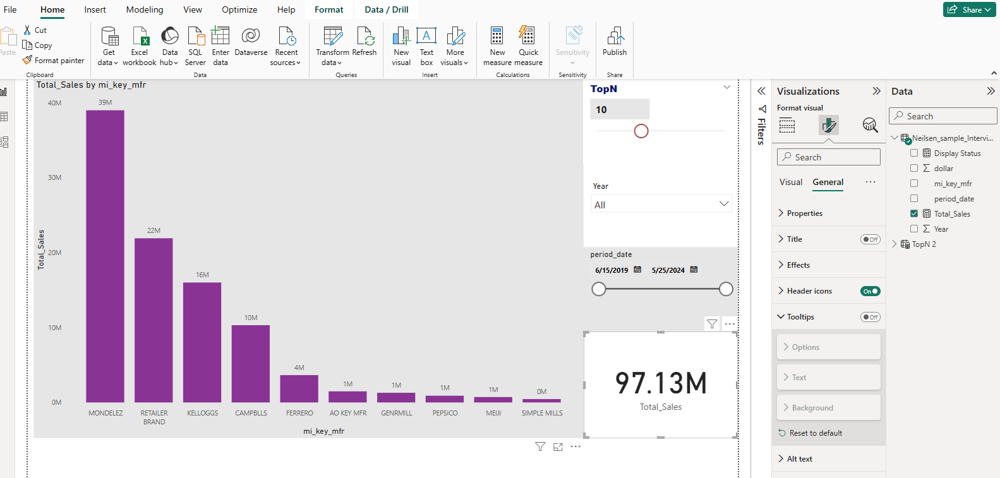 File Home Insert Modeling View Optimize Help Format Data / Drill Share
Paste
Cut
Copy
Format painter
Clipboard
Get data
Excel workbook
Data hub
SQL Server
Enter data
Dataverse
Recent sources
Data
Transform data
Refresh
Queries
New visual
Text box
More visuals
Insert
New measure
Quick measure
Calculations
Sensitivity
Sensitivity
Publish
Share
Total_Sales by mi_key_mfr
40M
30M
20M
10M
0M
Total_Sales
39M
22M
16M
10M
4M
1M
1M
1M
1M
0M
MONDELEZ
RETAILER
BRAND
KELLOGGS
CAMPBLLS
FERRERO
AO KEY MFR
GENRMILL
PEPSICO
MEIJI
SIMPLE MILLS
mi_key_mfr
TopN
10
Year
All
period_date
6/15/2019 5/25/2024
97.13M
Total_Sales
Filters
Visualizations
Format visual
Search
Visual General ...
Properties
Title Off
Effects
Header icons On
Tooltips Off
Options
Text
Background
Reset to default
Alt text
Data
Search
Neilsen_sample_Intervi...
Display Status
dollar
mi_key_mfr
period_date
Total_Sales
Year
TopN 2